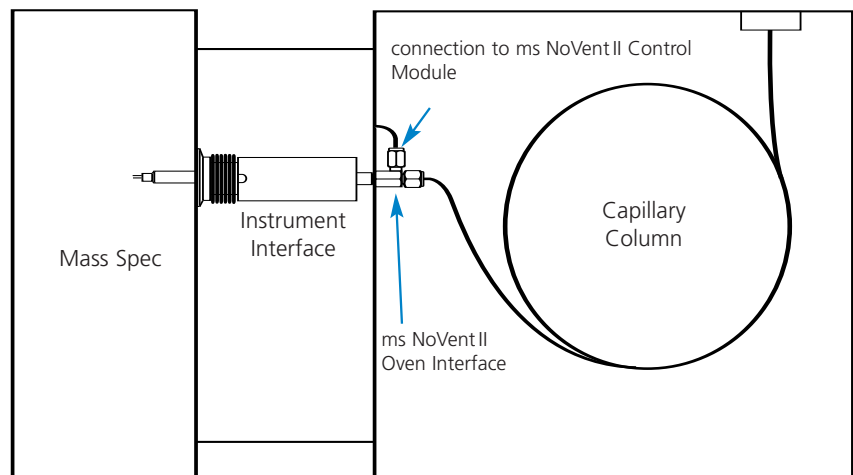 connection to ms NoVent II Control
Module
Mass Spec
Instrument
Interface
Capillary
Column
ms NoVent II
Oven Interface